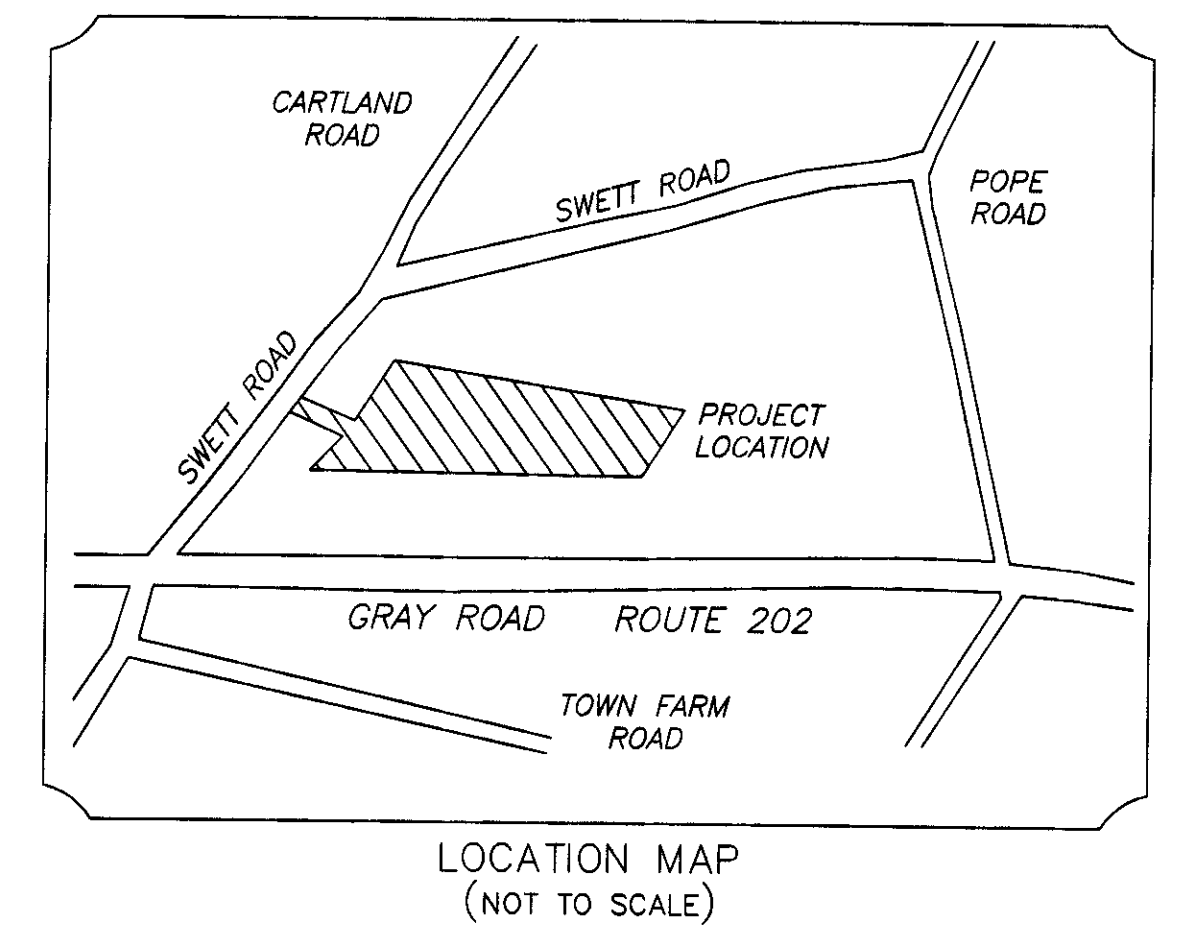 CARTLAND
ROAD
SWETT ROAD
POPE
ROAD
SWETT ROAD
PROJECT
LOCATION
GRAY ROAD ROUTE 202
TOWN FARM
ROAD
LOCATION MAP
(NOT TO SCALE)